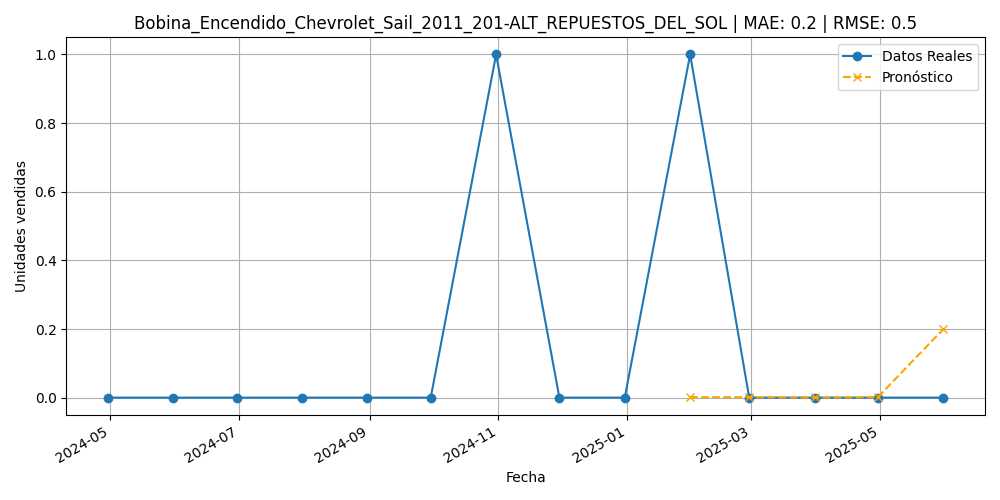 Bobina_Encendido_Chevrolet_Sail_2011_201-ALT_REPUESTOS_DEL_SOL | MAE: 0.2 | RMSE: 0.5
Datos Reales
Pronóstico
Unidades vendidas
1.0
0.8
0.6
0.4
0.2
0.0
2024-05
2024-07
2024-09
2024-11
2025-01
2025-03
2025-05
Fecha